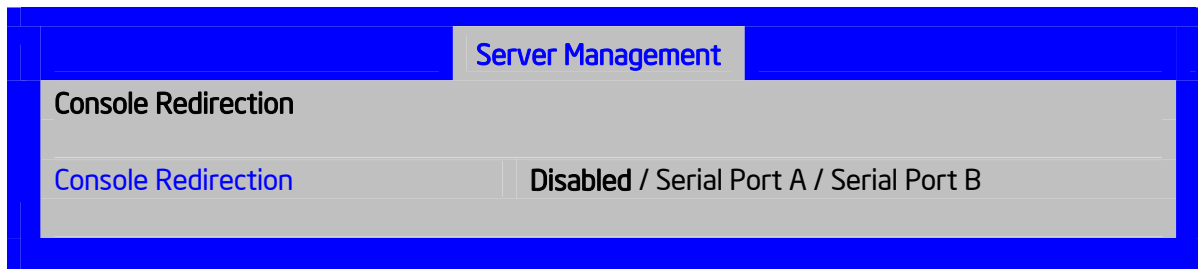 Server Management
Console Redirection
Console Redirection Disabled / Serial Port A / Serial Port B